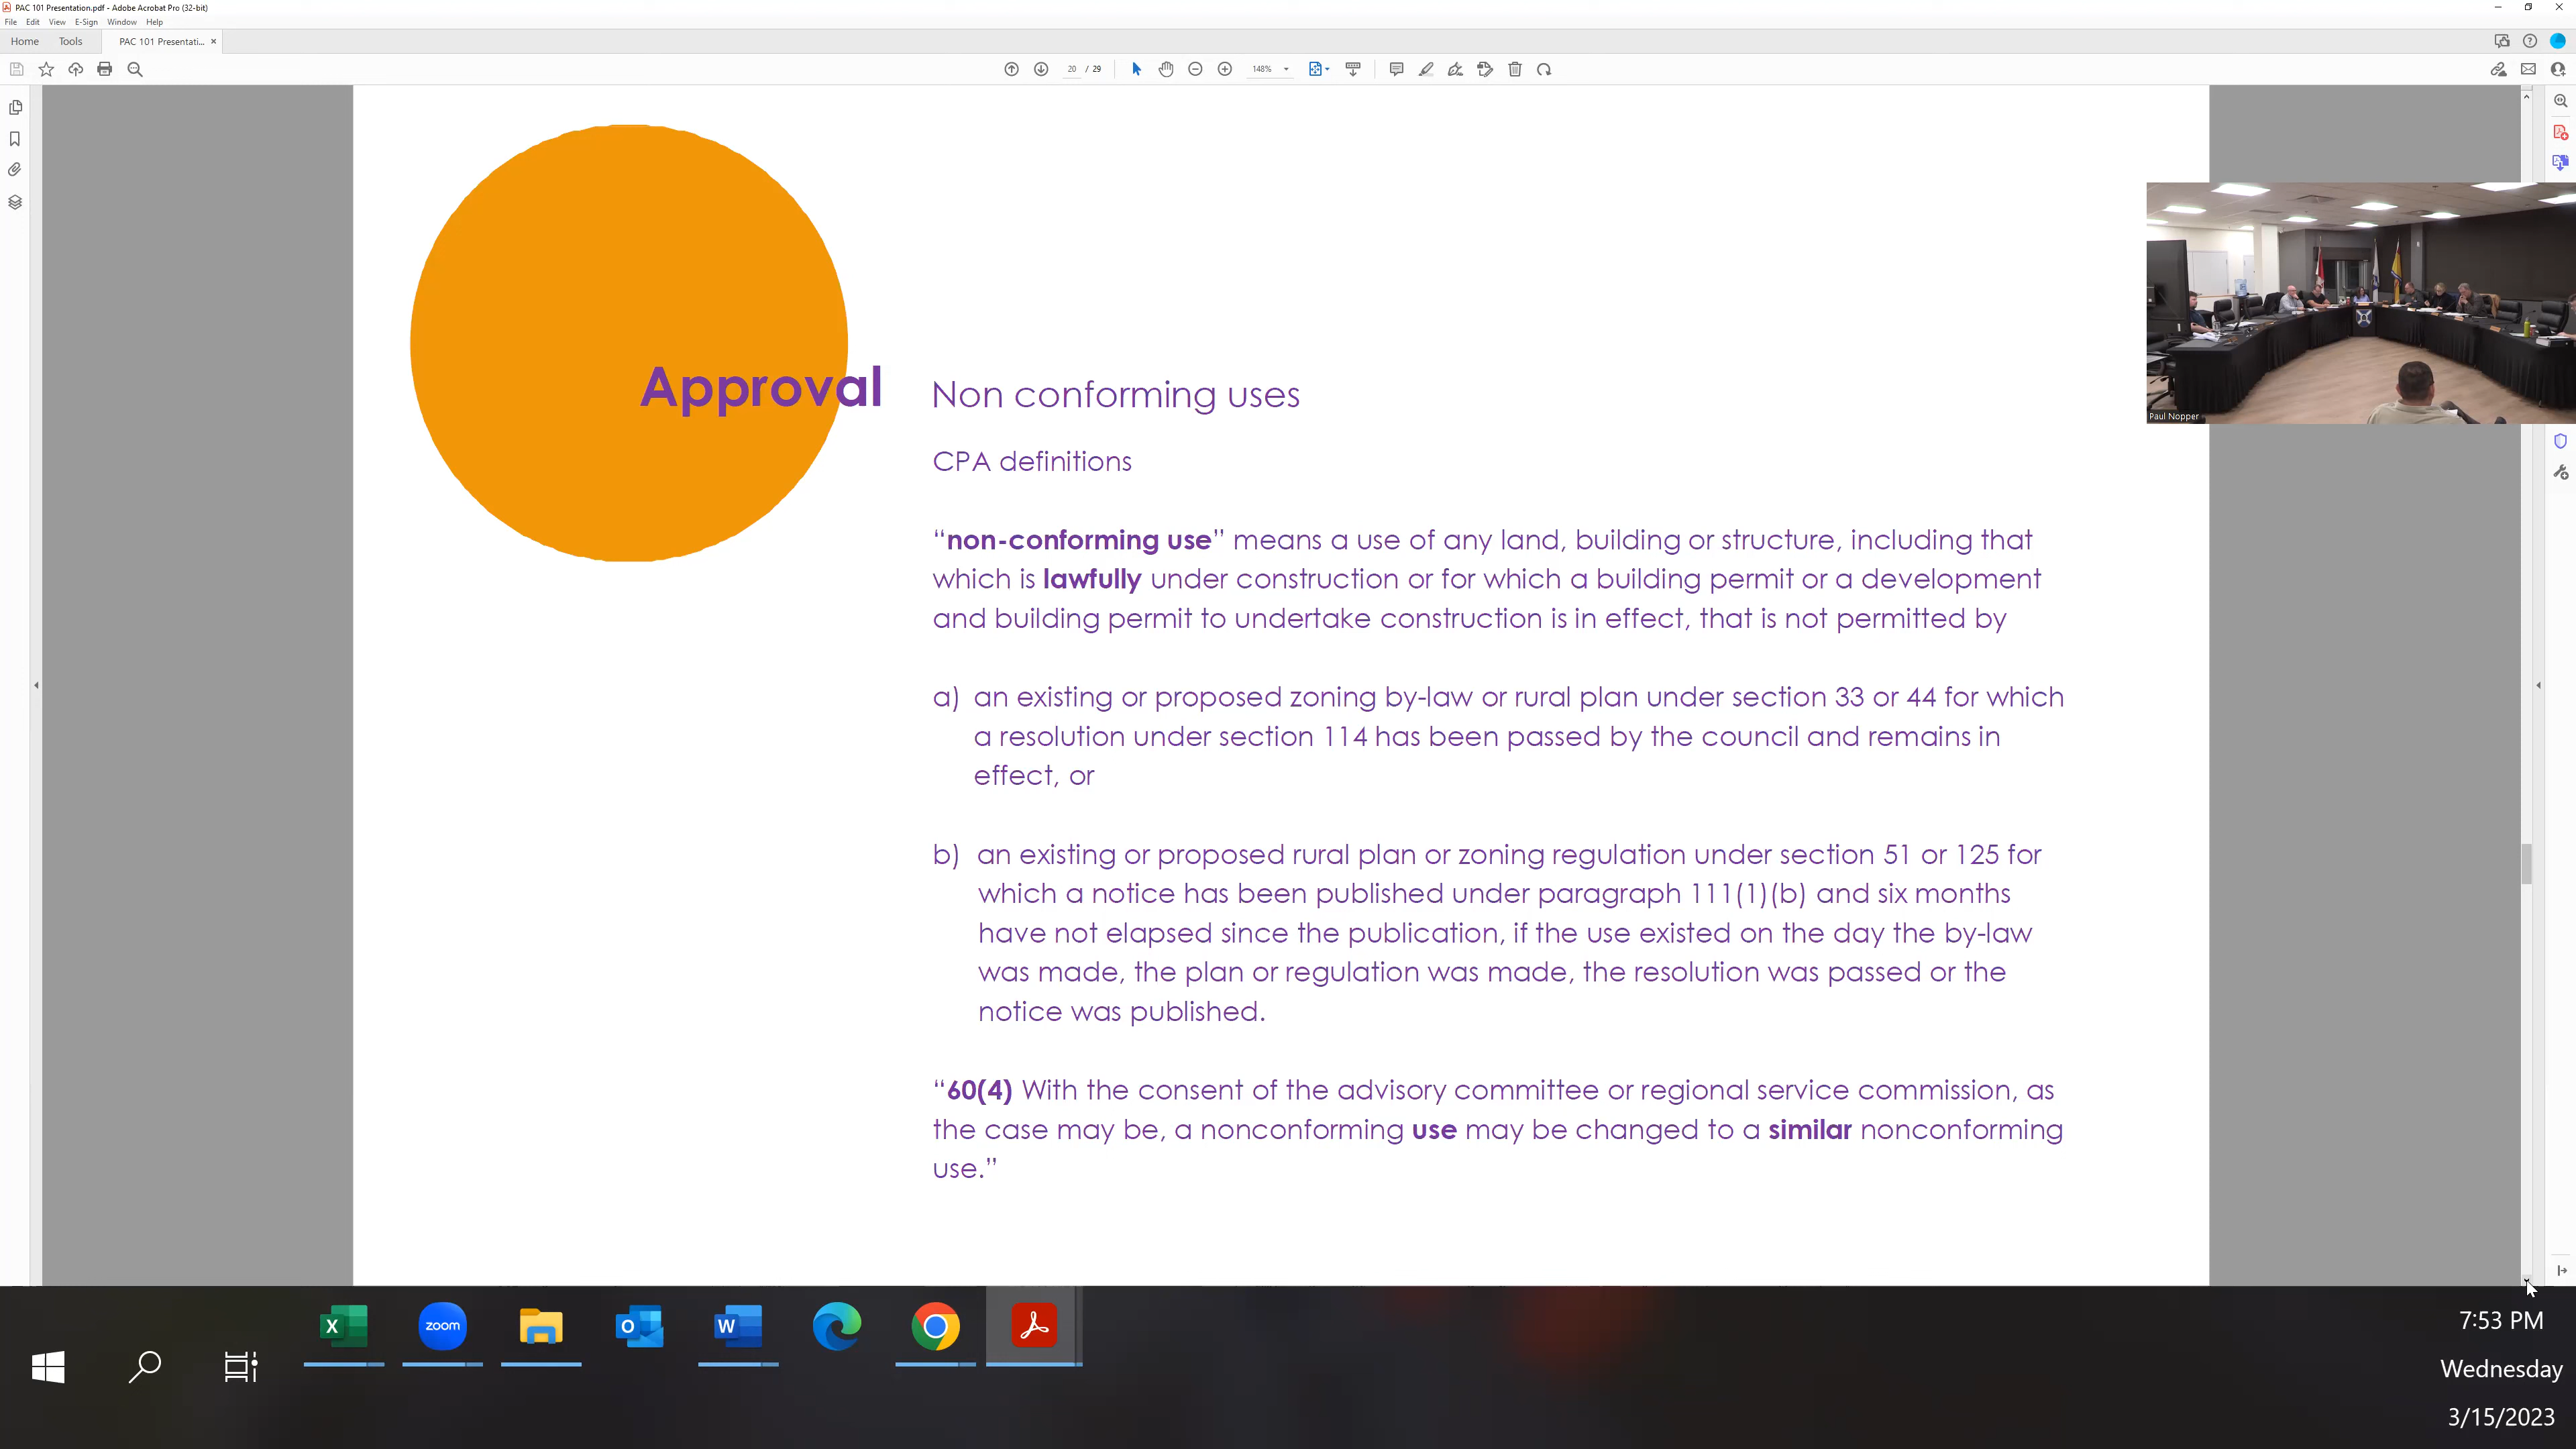 PAC 101 Presentation.pdf - Adobe Acrobat Pro (32-bit)
File Edit View E-Sign Window Help
Home Tools PAC 101 Presentati... ×
20 / 29 148%
Approval
Non conforming uses
CPA definitions
“non-conforming use” means a use of any land, building or structure, including that
which is lawfully under construction or for which a building permit or a development
and building permit to undertake construction is in effect, that is not permitted by
a) an existing or proposed zoning by-law or rural plan under section 33 or 44 for which
a resolution under section 114 has been passed by the council and remains in
effect, or
b) an existing or proposed rural plan or zoning regulation under section 51 or 125 for
which a notice has been published under paragraph 111(1)(b) and six months
have not elapsed since the publication, if the use existed on the day the by-law
was made, the plan or regulation was made, the resolution was passed or the
notice was published.
“60(4) With the consent of the advisory committee or regional service commission, as
the case may be, a nonconforming use may be changed to a similar nonconforming
use.”
Paul Nopper
X
zoom
O
W
7:53 PM
Wednesday
3/15/2023